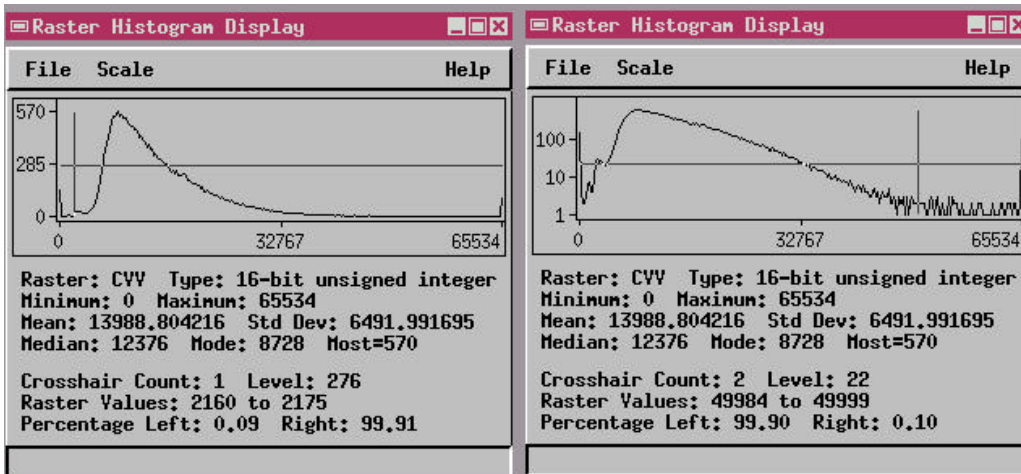 Raster Histogram Display
File Scale Help
570
285
0
0 32767 65534
Raster: CVV Type: 16-bit unsigned integer
Minimum: 0 Maximum: 65534
Mean: 13988.804216 Std Dev: 6491.991695
Median: 12376 Mode: 8728 Most=570
Crosshair Count: 1 Level: 276
Raster Values: 2160 to 2175
Percentage Left: 0.09 Right: 99.91
Raster Histogram Display
File Scale Help
100
10
1
0 32767 65534
Raster: CVV Type: 16-bit unsigned integer
Minimum: 0 Maximum: 65534
Mean: 13988.804216 Std Dev: 6491.991695
Median: 12376 Mode: 8728 Most=570
Crosshair Count: 2 Level: 22
Raster Values: 49984 to 49999
Percentage Left: 99.90 Right: 0.10